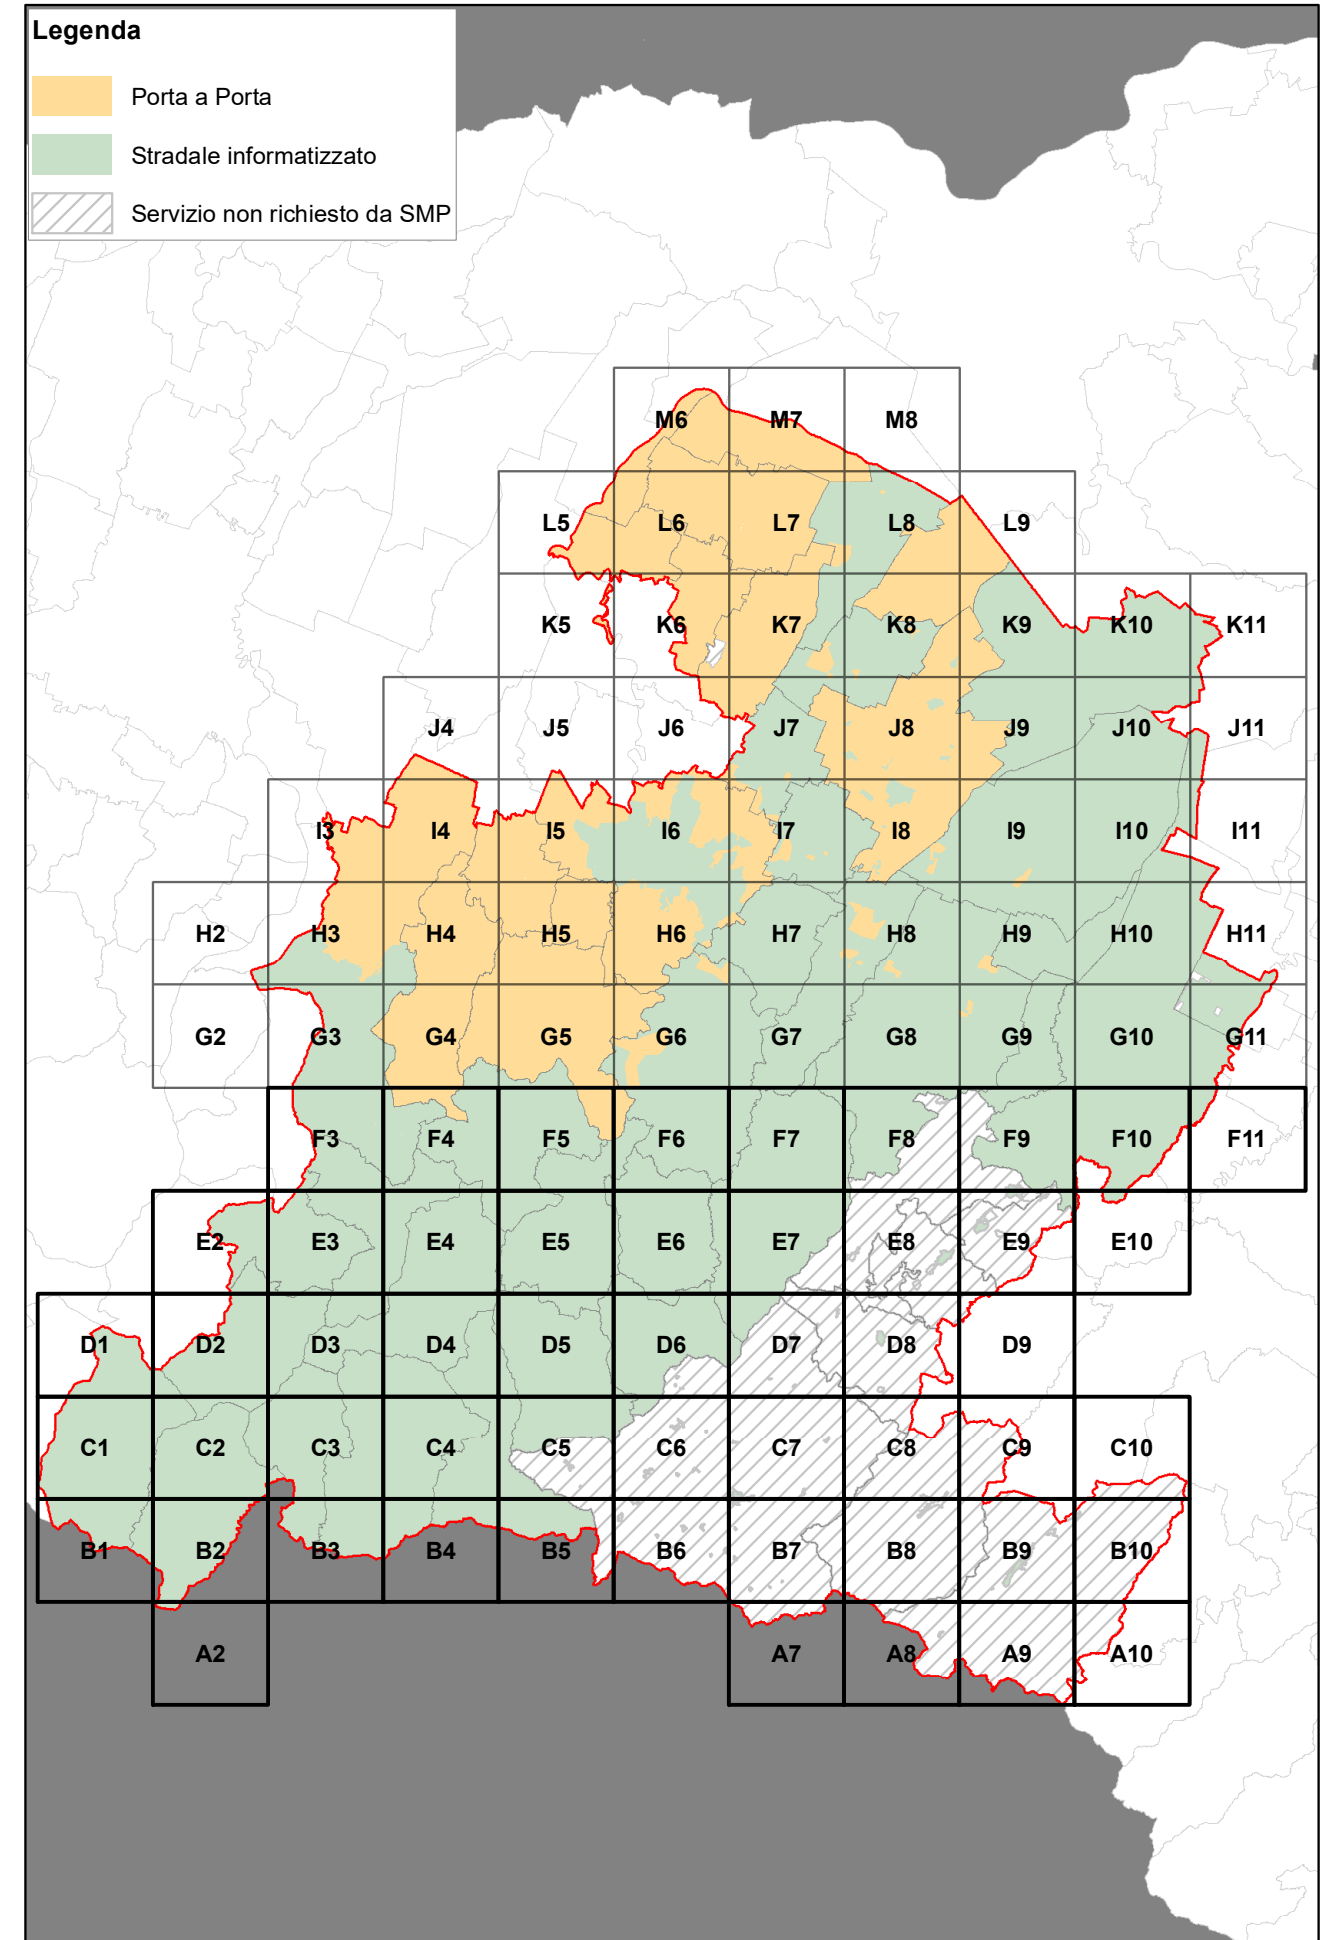 Legenda
Porta a Porta
Stradale informatizzato
Servizio non richiesto da SMP
M6 M7 M8
L5 L6 L7 L8 L9
K5 K6 K7 K8 K9 K10 K11
J4 J5 J6 J7 J8 J9 J10 J11
I3 I4 I5 I6 I7 I8 I9 I10 I11
H2 H3 H4 H5 H6 H7 H8 H9 H10 H11
G2 G3 G4 G5 G6 G7 G8 G9 G10 G11
F3 F4 F5 F6 F7 F8 F9 F10 F11
E2 E3 E4 E5 E6 E7 E8 E9 E10
D1 D2 D3 D4 D5 D6 D7 D8 D9
C1 C2 C3 C4 C5 C6 C7 C8 C9 C10
B1 B2 B3 B4 B5 B6 B7 B8 B9 B10
A2 A7 A8 A9 A10